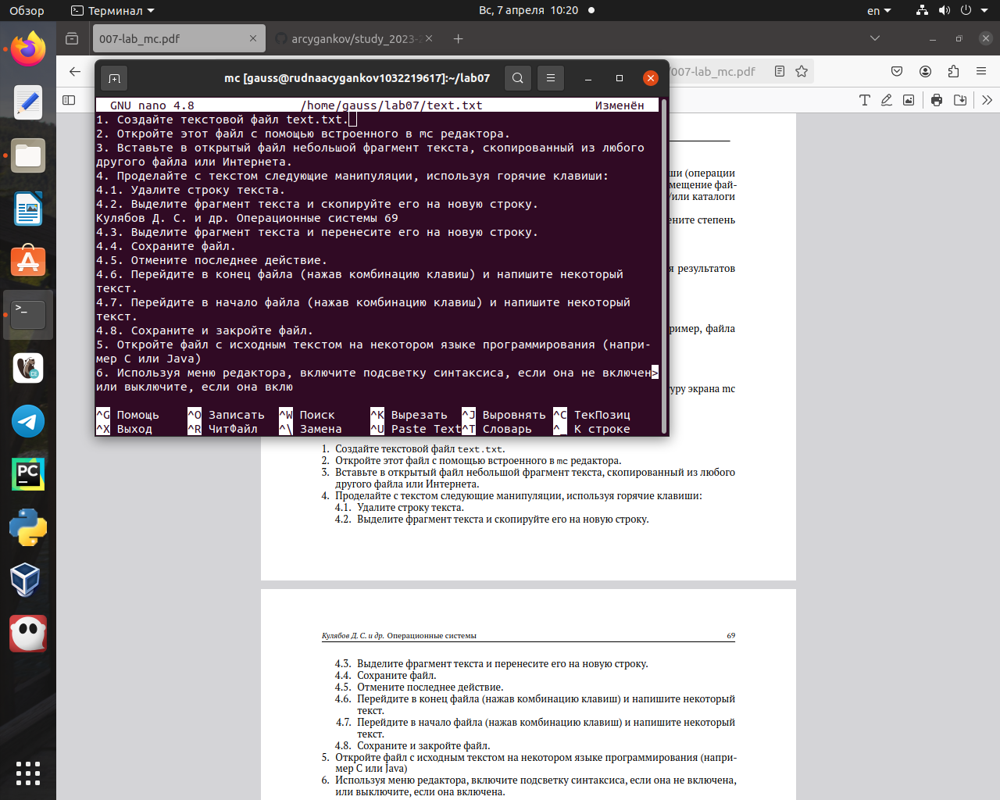 Обзор
Терминал
Вс, 7 апреля 10:20
en
007-lab_mc.pdf
arcygankov/study_2023-2
/007-lab_mc.pdf
mc [gauss@rudnaacygankov1032219617]:~/lab07
GNU nano 4.8 /home/gauss/lab07/text.txt Изменён
1. Создайте текстовой файл text.txt.
2. Откройте этот файл с помощью встроенного в mc редактора.
3. Вставьте в открытый файл небольшой фрагмент текста, скопированный из любого
другого файла или Интернета.
4. Проделайте с текстом следующие манипуляции, используя горячие клавиши:
4.1. Удалите строку текста.
4.2. Выделите фрагмент текста и скопируйте его на новую строку.
Кулябов Д. С. и др. Операционные системы 69
4.3. Выделите фрагмент текста и перенесите его на новую строку.
4.4. Сохраните файл.
4.5. Отмените последнее действие.
4.6. Перейдите в конец файла (нажав комбинацию клавиш) и напишите некоторый
текст.
4.7. Перейдите в начало файла (нажав комбинацию клавиш) и напишите некоторый
текст.
4.8. Сохраните и закройте файл.
5. Откройте файл с исходным текстом на некотором языке программирования (напри-
мер C или Java)
6. Используя меню редактора, включите подсветку синтаксиса, если она не включен>
или выключите, если она вклю
^G Помощь ^O Записать ^W Поиск ^K Вырезать ^J Выровнять ^C ТекПозиц
^X Выход ^R ЧитФайл ^\ Замена ^U Paste Text ^T Словарь ^_ К строке
ши (операции
мещение фай-
/или каталоги
ените степень
я результатов
ример, файла
уру экрана mc
1. Создайте текстовой файл text.txt.
2. Откройте этот файл с помощью встроенного в mc редактора.
3. Вставьте в открытый файл небольшой фрагмент текста, скопированный из любого
другого файла или Интернета.
4. Проделайте с текстом следующие манипуляции, используя горячие клавиши:
4.1. Удалите строку текста.
4.2. Выделите фрагмент текста и скопируйте его на новую строку.
Кулябов Д. С. и др. Операционные системы 69
4.3. Выделите фрагмент текста и перенесите его на новую строку.
4.4. Сохраните файл.
4.5. Отмените последнее действие.
4.6. Перейдите в конец файла (нажав комбинацию клавиш) и напишите некоторый
текст.
4.7. Перейдите в начало файла (нажав комбинацию клавиш) и напишите некоторый
текст.
4.8. Сохраните и закройте файл.
5. Откройте файл с исходным текстом на некотором языке программирования (напри-
мер C или Java)
6. Используя меню редактора, включите подсветку синтаксиса, если она не включена,
или выключите, если она включена.